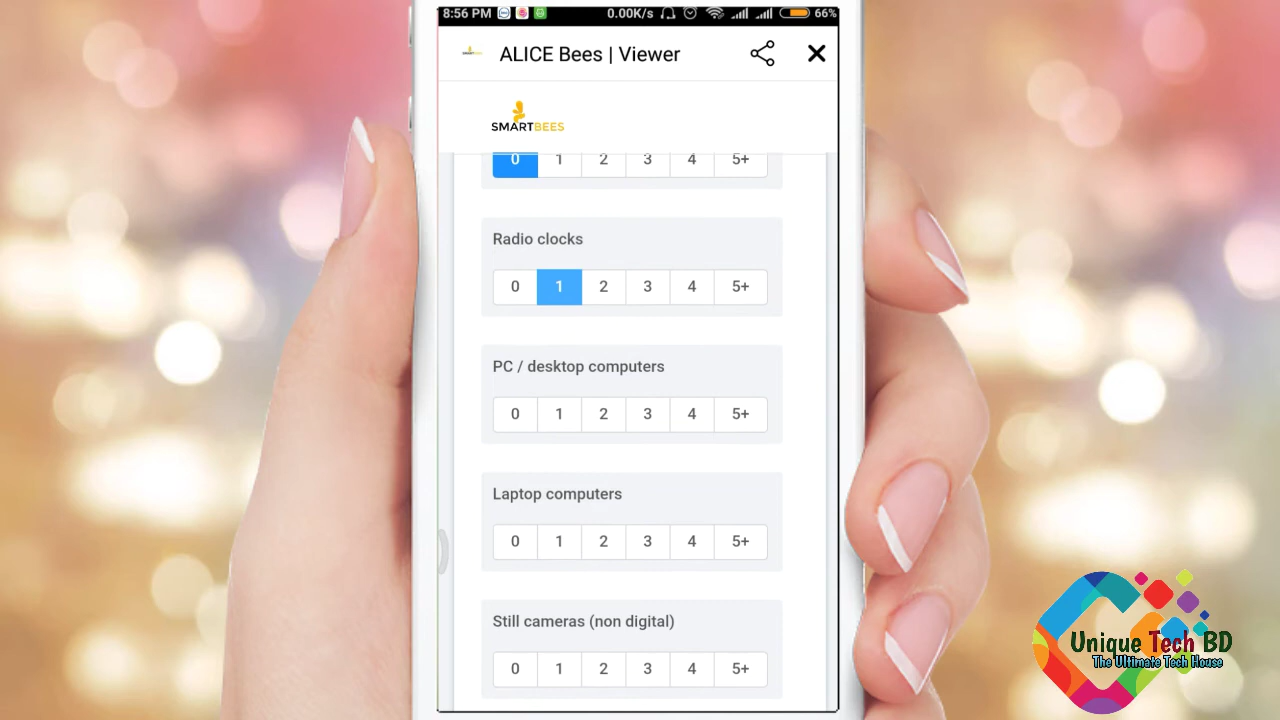 8:56 PM 0.00K/s 66%
ALICE Bees | Viewer
SMARTBEES
0 1 2 3 4 5+
Radio clocks
0 1 2 3 4 5+
PC / desktop computers
0 1 2 3 4 5+
Laptop computers
0 1 2 3 4 5+
Still cameras (non digital)
0 1 2 3 4 5+
Unique Tech BD
The Ultimate Tech House